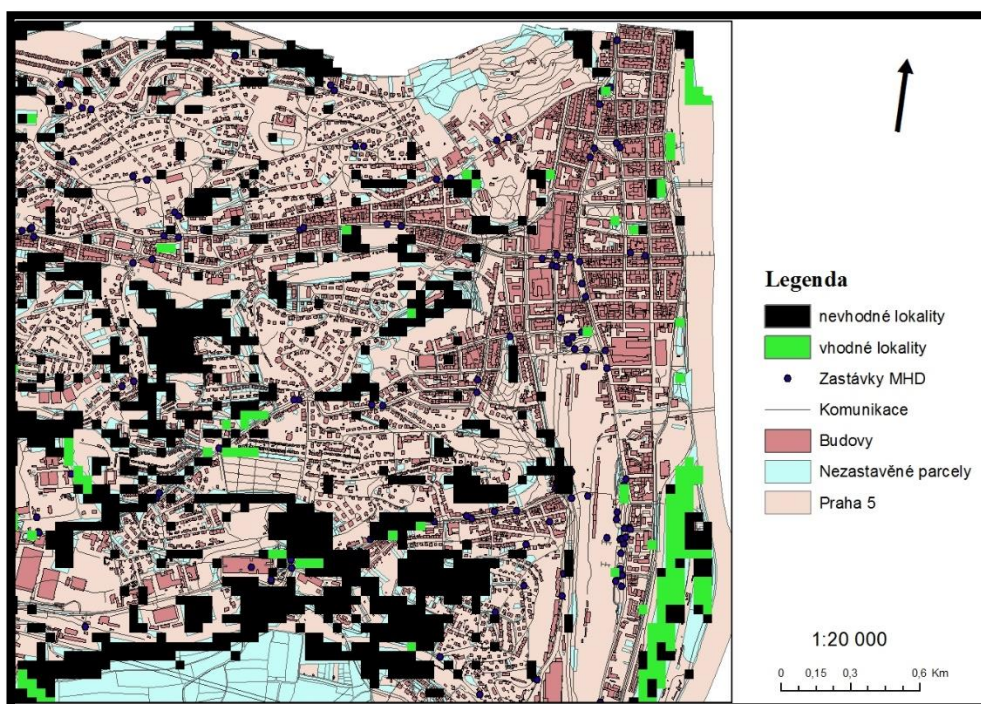 Legenda
nevhodné lokality
vhodné lokality
Zastávky MHD
Komunikace
Budovy
Nezastavěné parcely
Praha 5
1:20 000
0 0,15 0,3 0,6 Km